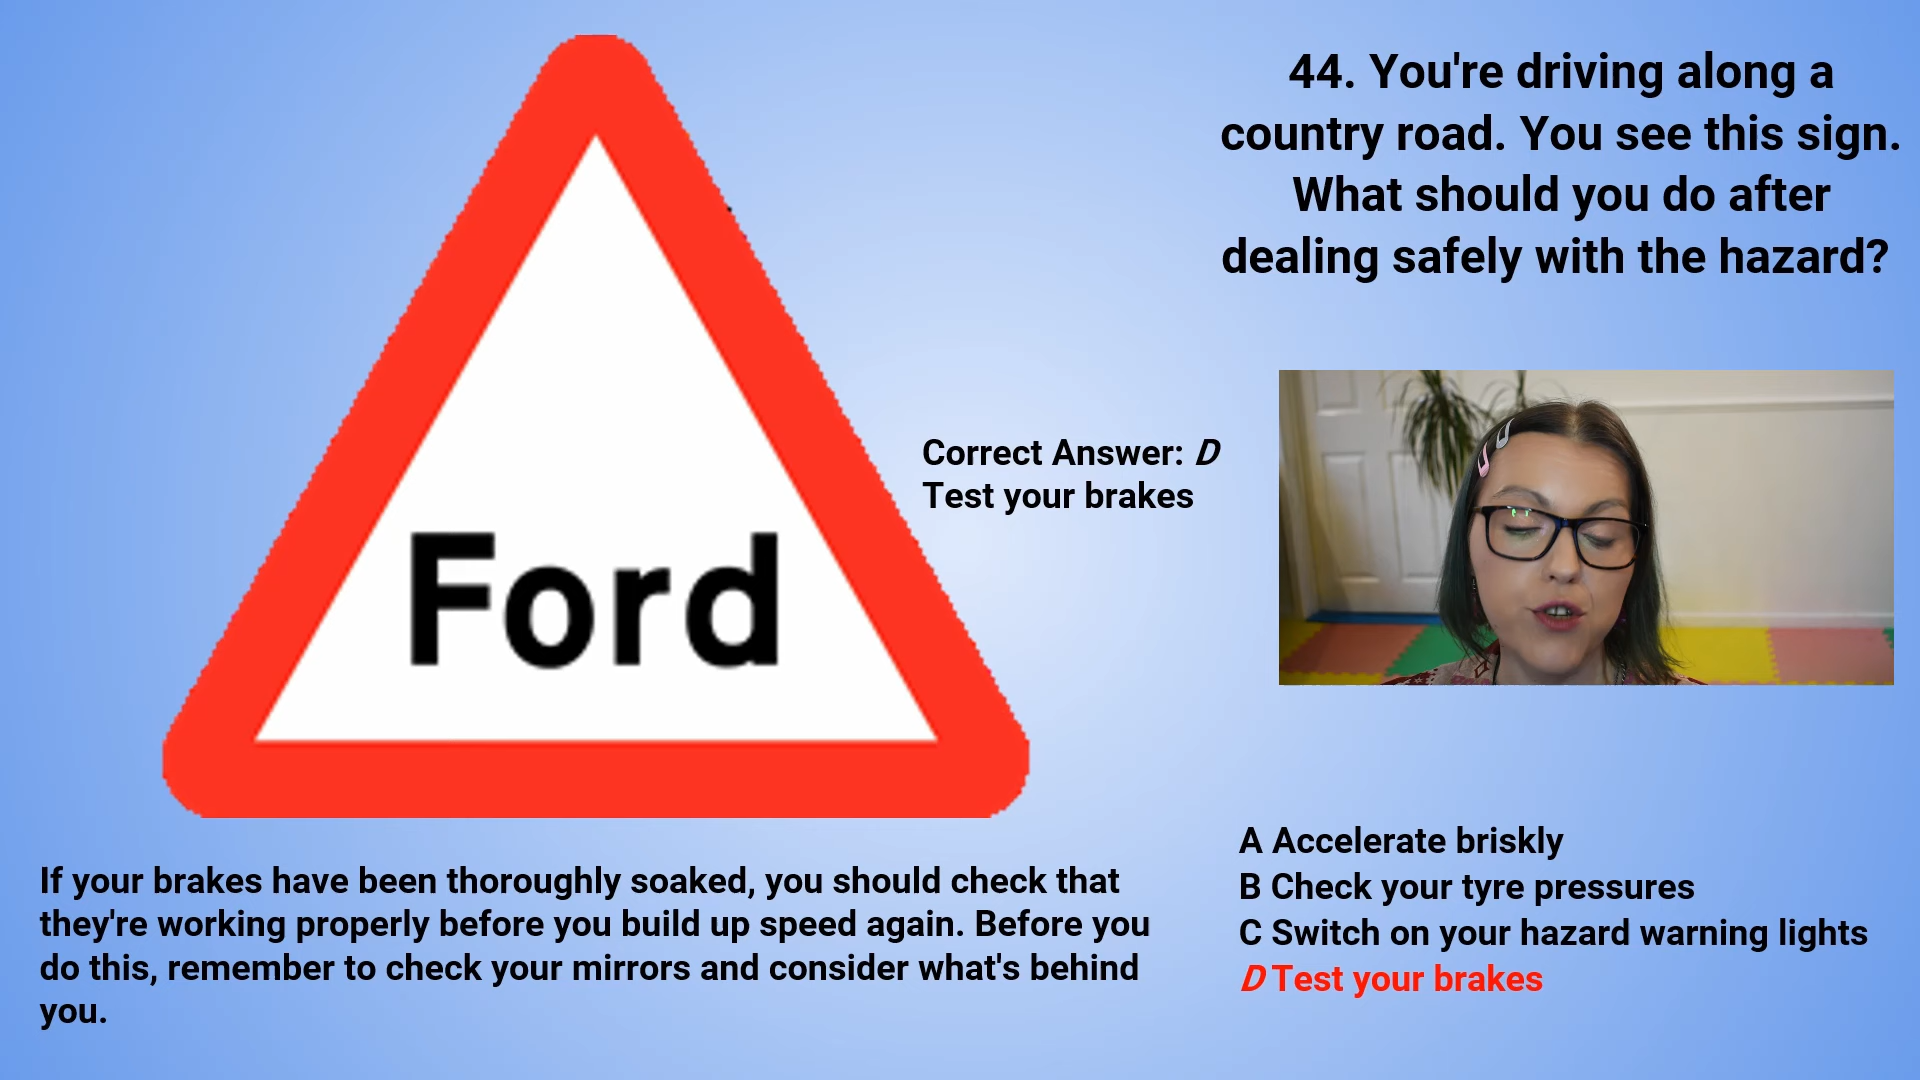 44. You're driving along a
country road. You see this sign.
What should you do after
dealing safely with the hazard?
Ford
Correct Answer: D
Test your brakes
A Accelerate briskly
B Check your tyre pressures
C Switch on your hazard warning lights
D Test your brakes
If your brakes have been thoroughly soaked, you should check that
they're working properly before you build up speed again. Before you
do this, remember to check your mirrors and consider what's behind
you.